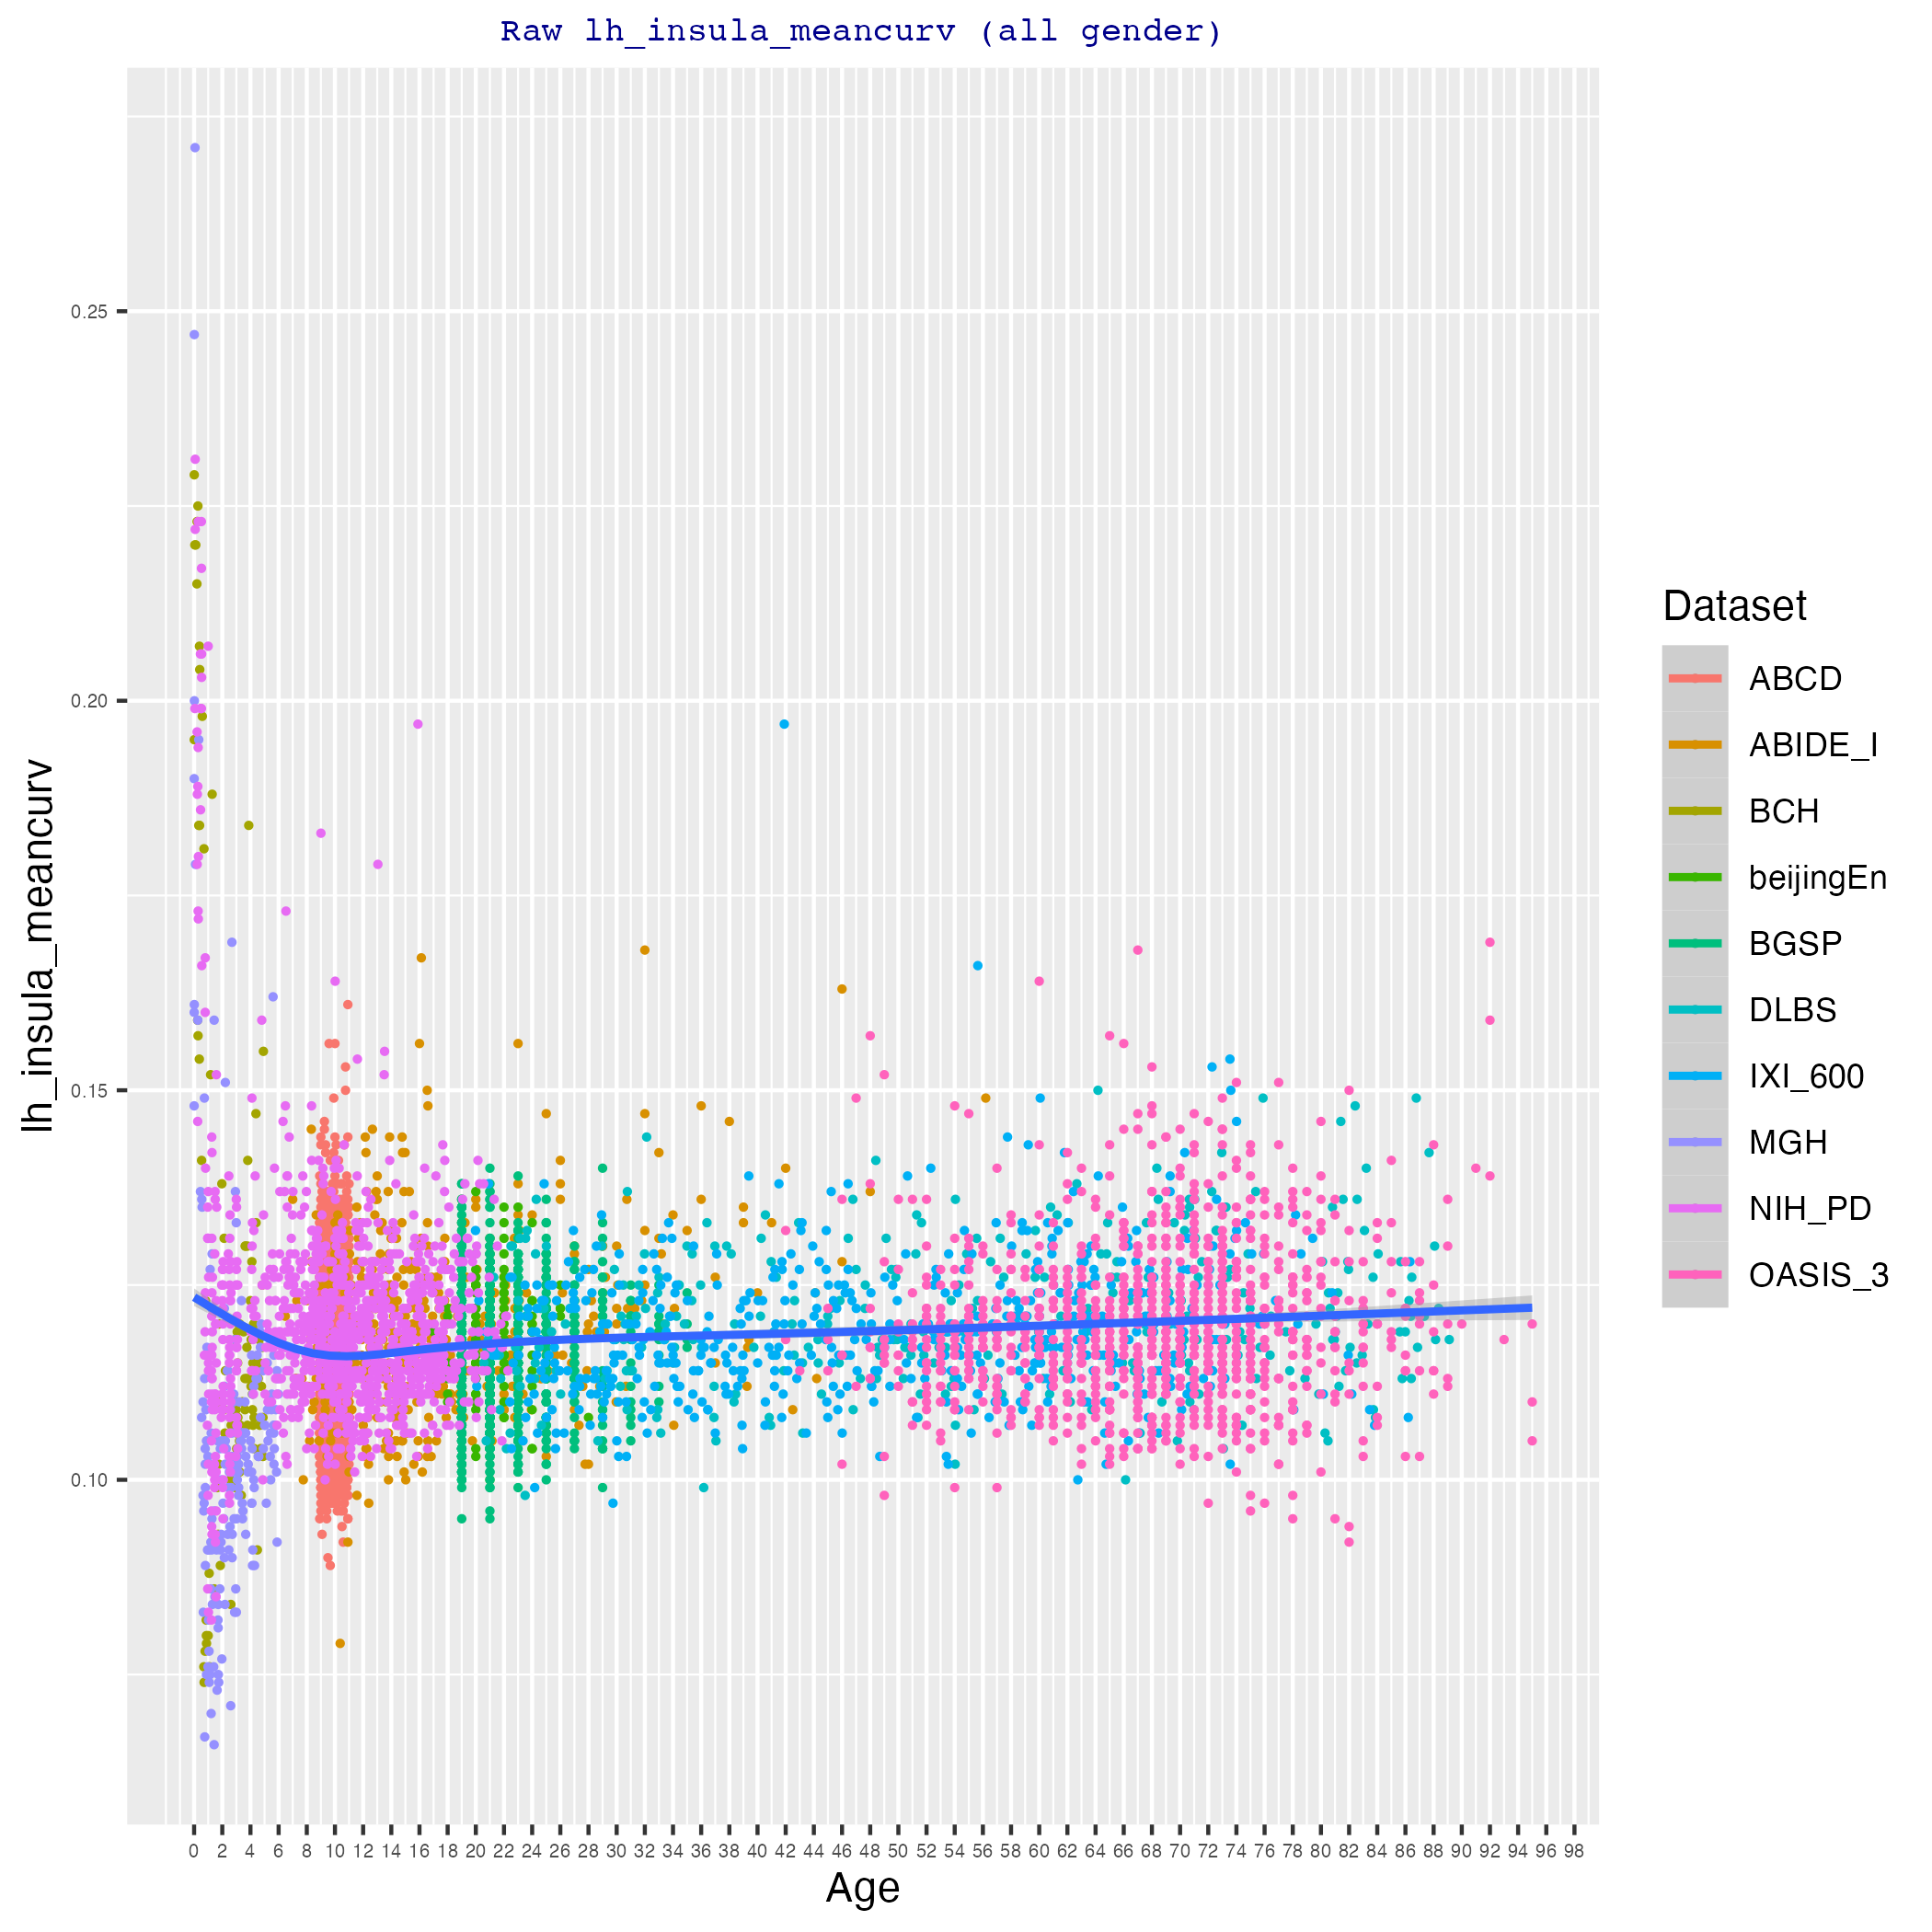 Raw lh_insula_meancurv (all gender)
lh_insula_meancurv
0.25
0.20
0.15
0.10
0 2 4 6 8 10 12 14 16 18 20 22 24 26 28 30 32 34 36 38 40 42 44 46 48 50 52 54 56 58 60 62 64 66 68 70 72 74 76 78 80 82 84 86 88 90 92 94 96 98
Age
Dataset
ABCD
ABIDE_I
BCH
beijingEn
BGSP
DLBS
IXI_600
MGH
NIH_PD
OASIS_3